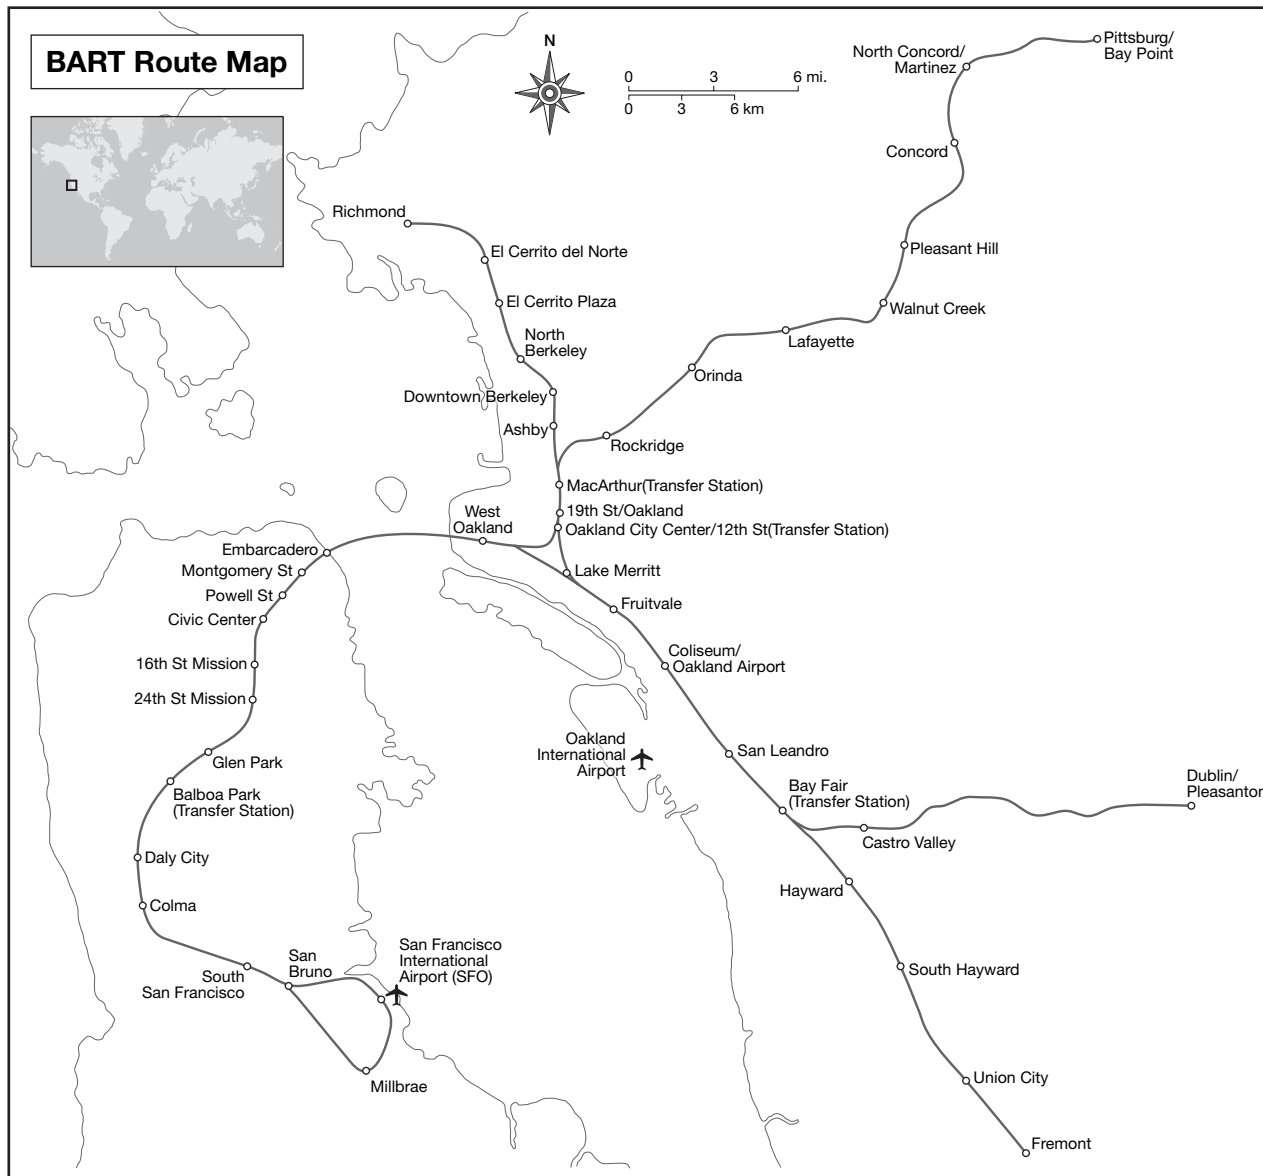 BART Route Map
N
0 3 6 mi.
0 3 6 km
Pittsburg/
Bay Point
North Concord/
Martinez
Concord
Richmond
El Cerrito del Norte
Pleasant Hill
El Cerrito Plaza
Walnut Creek
North
Berkeley
Lafayette
Orinda
Downtown Berkeley
Ashby
Rockridge
MacArthur(Transfer Station)
19th St/Oakland
West
Oakland
Oakland City Center/12th St(Transfer Station)
Embarcadero
Montgomery St
Lake Merritt
Powell St
Fruitvale
Civic Center
Coliseum/
Oakland Airport
16th St Mission
24th St Mission
Oakland
International
Airport
San Leandro
Glen Park
Balboa Park
(Transfer Station)
Bay Fair
(Transfer Station)
Dublin/
Pleasanton
Castro Valley
Daly City
Hayward
Colma
San Francisco
International
Airport (SFO)
San
Bruno
South
San Francisco
South Hayward
Union City
Millbrae
Fremont